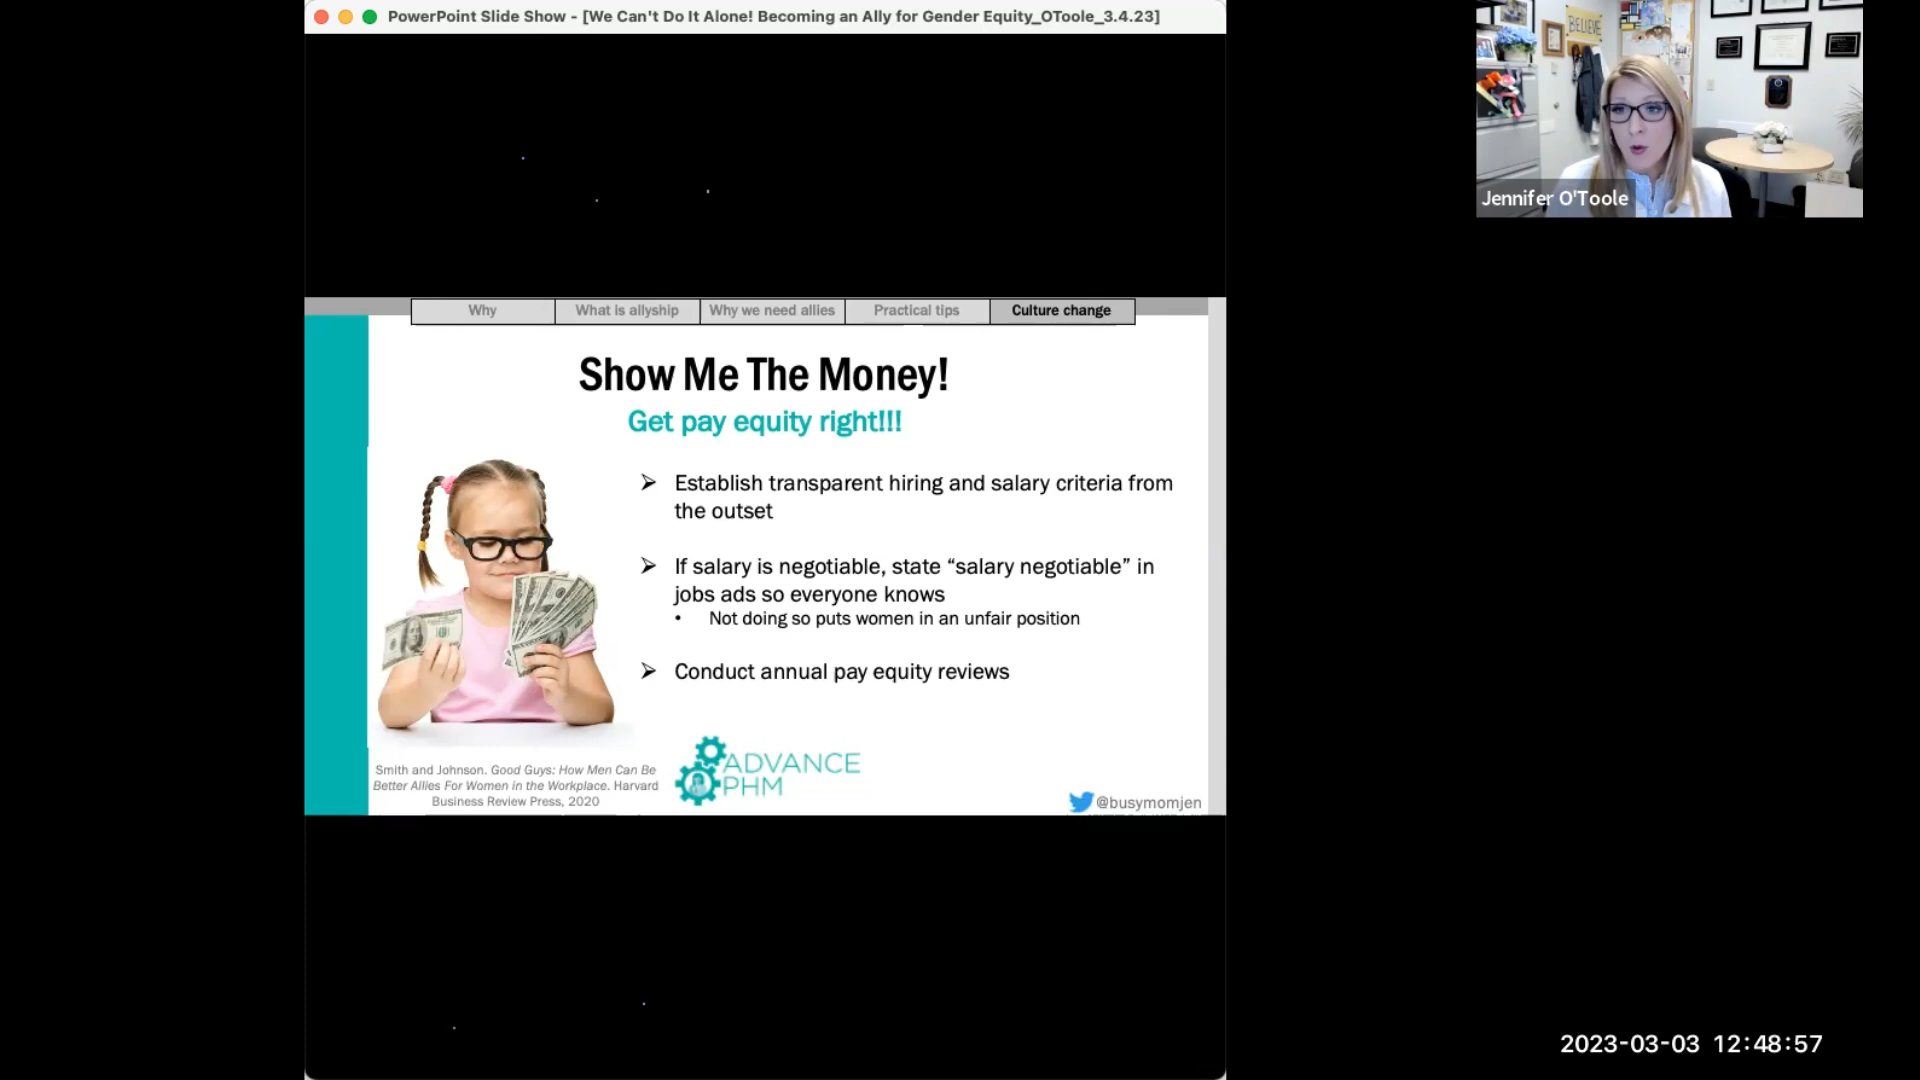 PowerPoint Slide Show - [We Can't Do It Alone! Becoming an Ally for Gender Equity_OToole_3.4.23]
BELIEVE
Jennifer O'Toole
Why
What is allyship
Why we need allies
Practical tips
Culture change
Show Me The Money!
Get pay equity right!!!
➢ Establish transparent hiring and salary criteria from
the outset
➢ If salary is negotiable, state “salary negotiable” in
jobs ads so everyone knows
• Not doing so puts women in an unfair position
➢ Conduct annual pay equity reviews
Smith and Johnson. Good Guys: How Men Can Be
Better Allies For Women in the Workplace. Harvard
Business Review Press, 2020
ADVANCE
PHM
@busymomjen
2023-03-03 12:48:57